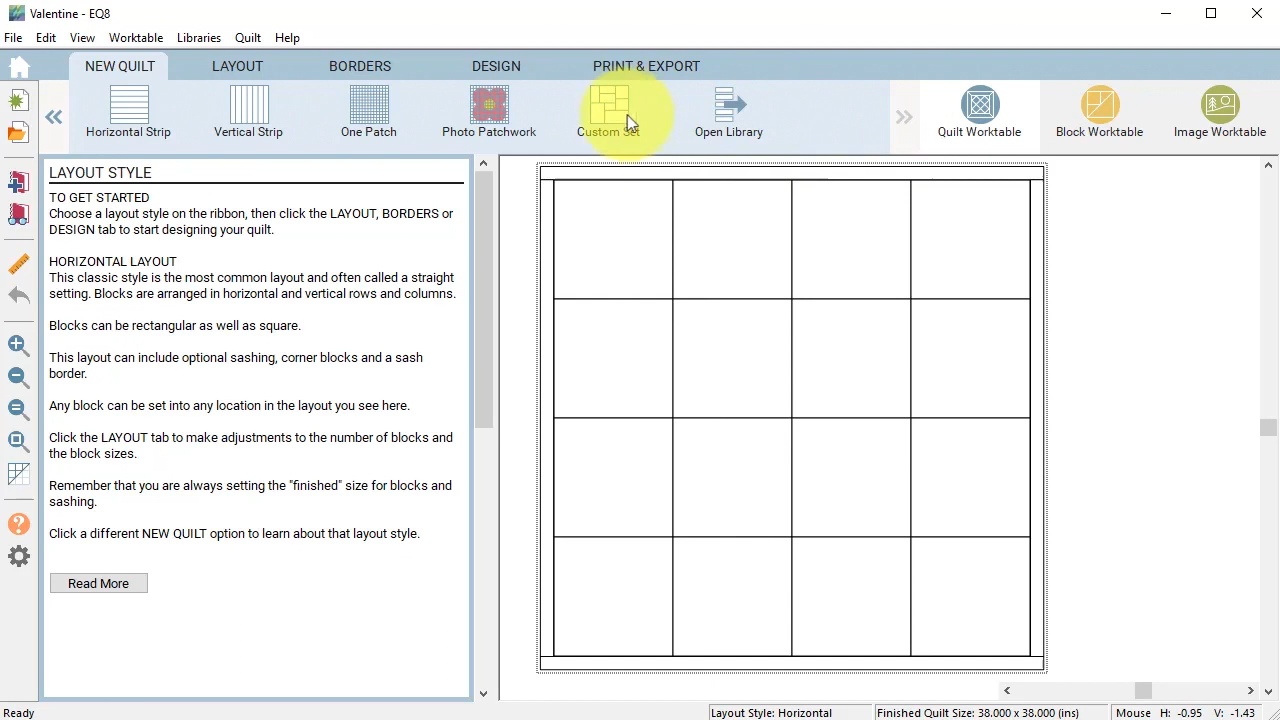 Valentine - EQ8
File Edit View Worktable Libraries Quilt Help
NEW QUILT LAYOUT BORDERS DESIGN PRINT & EXPORT
Horizontal Strip Vertical Strip One Patch Photo Patchwork Custom Set Open Library Quilt Worktable Block Worktable Image Worktable
LAYOUT STYLE
TO GET STARTED
Choose a layout style on the ribbon, then click the LAYOUT, BORDERS or
DESIGN tab to start designing your quilt.
HORIZONTAL LAYOUT
This classic style is the most common layout and often called a straight
setting. Blocks are arranged in horizontal and vertical rows and columns.
Blocks can be rectangular as well as square.
This layout can include optional sashing, corner blocks and a sash
border.
Any block can be set into any location in the layout you see here.
Click the LAYOUT tab to make adjustments to the number of blocks and
the block sizes.
Remember that you are always setting the "finished" size for blocks and
sashing.
Click a different NEW QUILT option to learn about that layout style.
Read More
Ready Layout Style: Horizontal Finished Quilt Size: 38.000 x 38.000 (ins) Mouse H: -0.95 V: -1.43